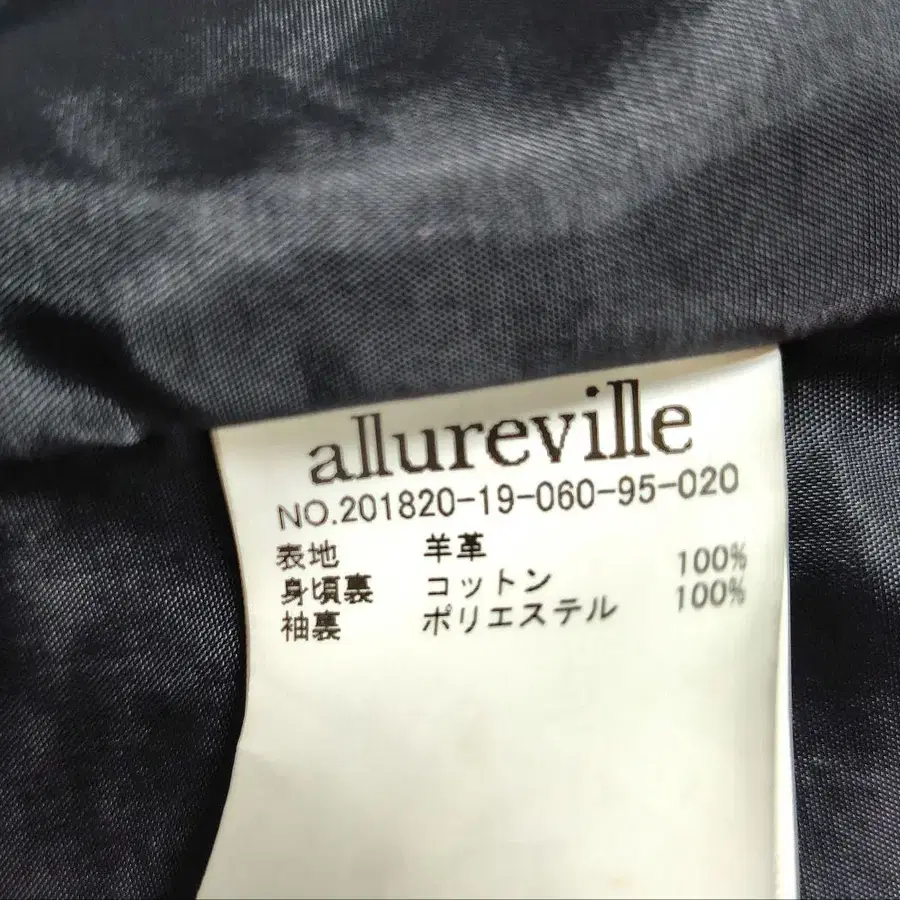 allureville
NO.201820-19-060-95-020
表地 羊革
身頃裏 コットン 100%
袖裏 ポリエステル 100%